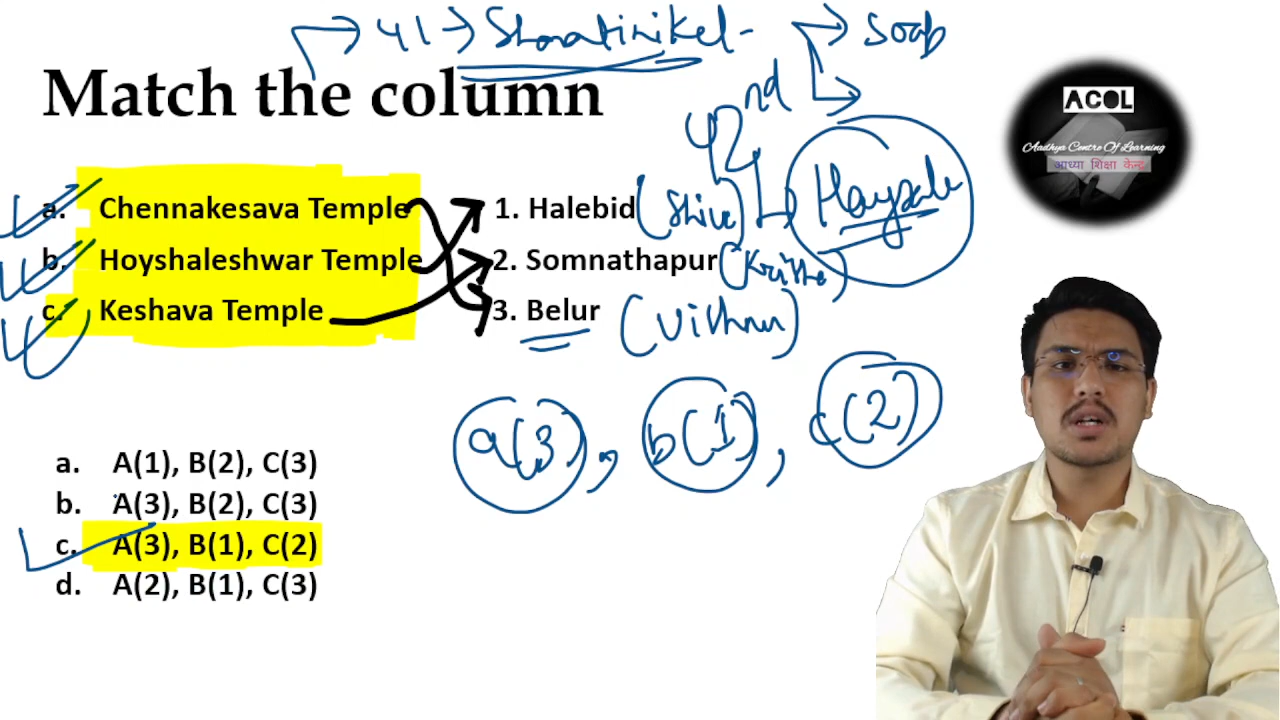 → 41 → Shantiniketan → soap
Match the column
42nd
ACOL
Aadhya Centre Of Learning
आध्या शिक्षा केन्द्र
a. Chennakesava Temple 1. Halebid (Shiva)
b. Hoyshaleshwar Temple 2. Somnathapur
c. Keshava Temple 3. Belur (Vishnu)
a(3), b(1), c(2)
a. A(1), B(2), C(3)
b. A(3), B(2), C(3)
c. A(3), B(1), C(2)
d. A(2), B(1), C(3)